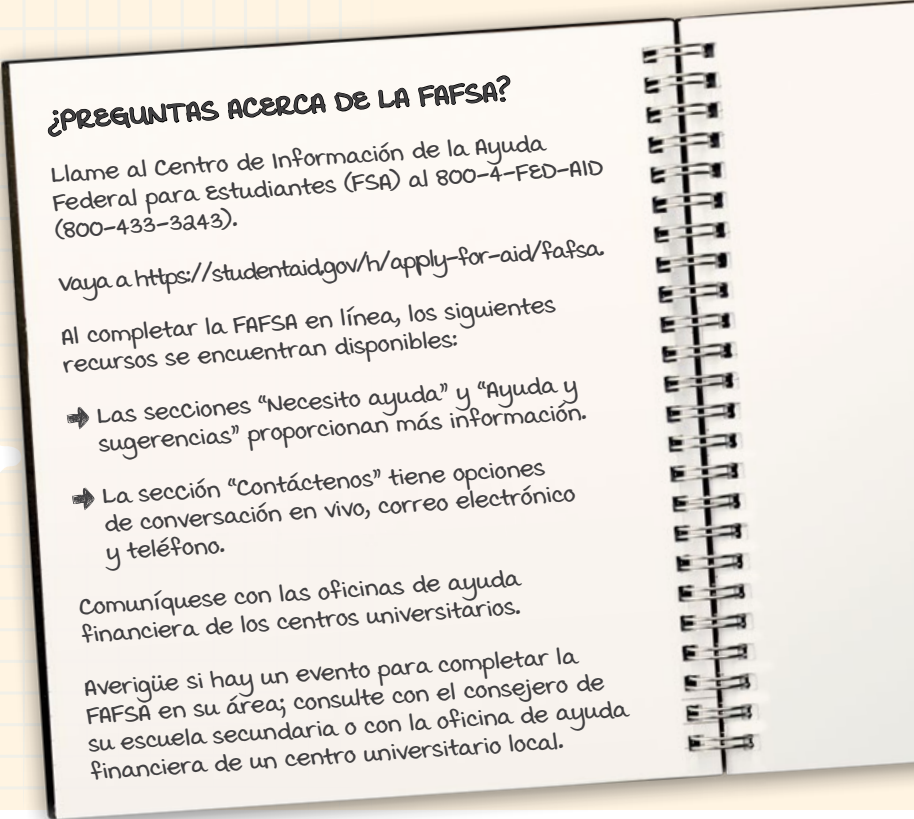 ¿PREGUNTAS ACERCA DE LA FAFSA?
Llame al Centro de Información de la Ayuda
Federal para Estudiantes (FSA) al 800-4-FED-AID
(800-433-3243).
Vaya a https://studentaid.gov/h/apply-for-aid/fafsa.
Al completar la FAFSA en línea, los siguientes
recursos se encuentran disponibles:
Las secciones “Necesito ayuda” y “Ayuda y
sugerencias” proporcionan más información.
La sección “Contáctenos” tiene opciones
de conversación en vivo, correo electrónico
y teléfono.
Comuníquese con las oficinas de ayuda
financiera de los centros universitarios.
Averigüe si hay un evento para completar la
FAFSA en su área; consulte con el consejero de
su escuela secundaria o con la oficina de ayuda
financiera de un centro universitario local.